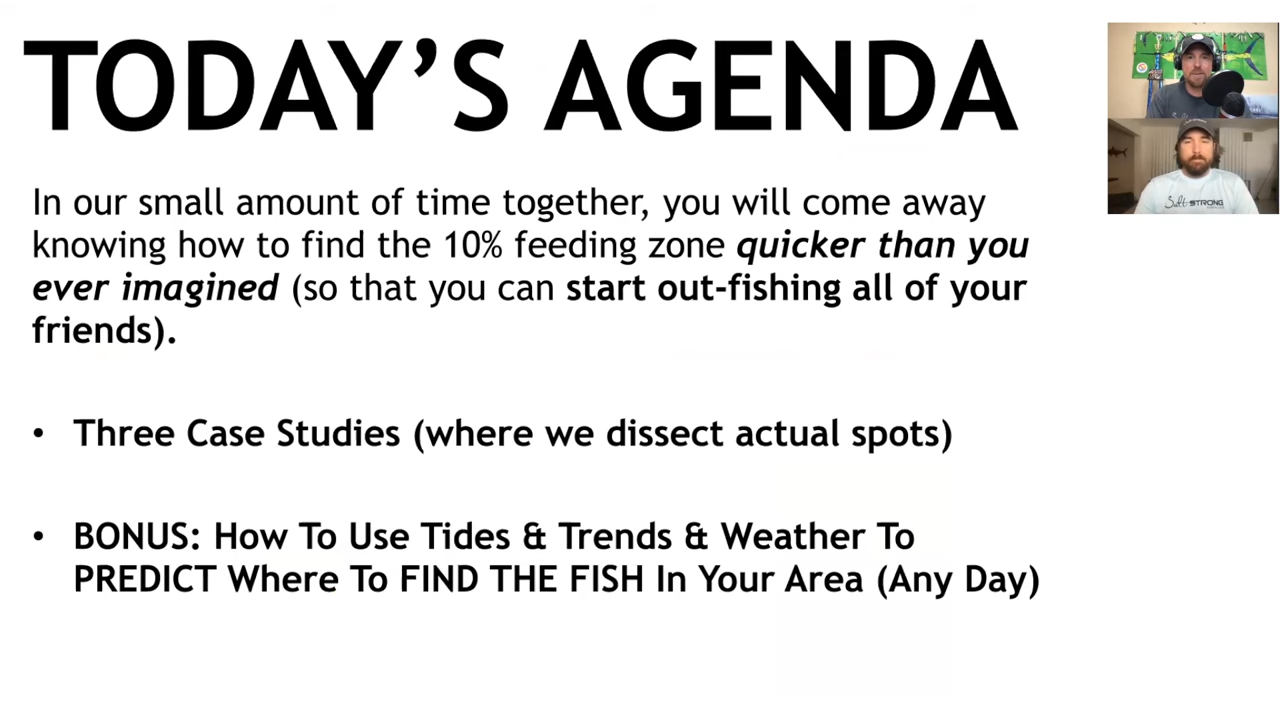 TODAY’S AGENDA
In our small amount of time together, you will come away
knowing how to find the 10% feeding zone quicker than you
ever imagined (so that you can start out-fishing all of your
friends).
• Three Case Studies (where we dissect actual spots)
• BONUS: How To Use Tides & Trends & Weather To
PREDICT Where To FIND THE FISH In Your Area (Any Day)
Salt STRONG